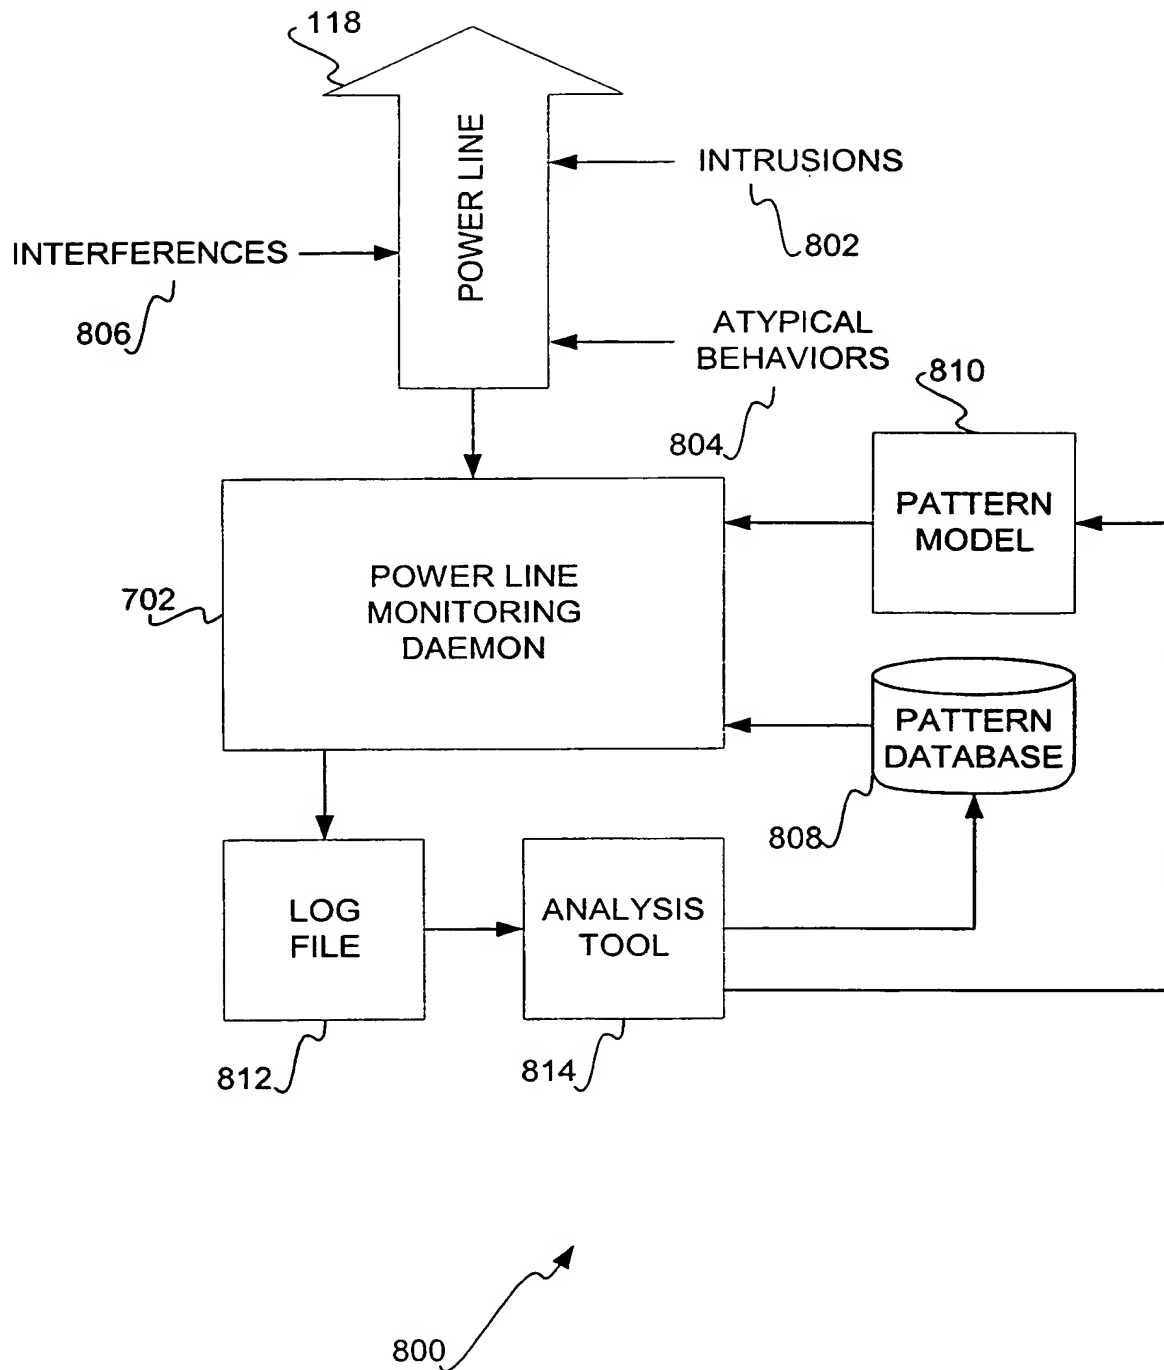 118
POWER LINE
INTRUSIONS
802
INTERFERENCES
806
ATYPICAL
BEHAVIORS
804
810
PATTERN
MODEL
702
POWER LINE
MONITORING
DAEMON
PATTERN
DATABASE
808
LOG
FILE
812
ANALYSIS
TOOL
814
800